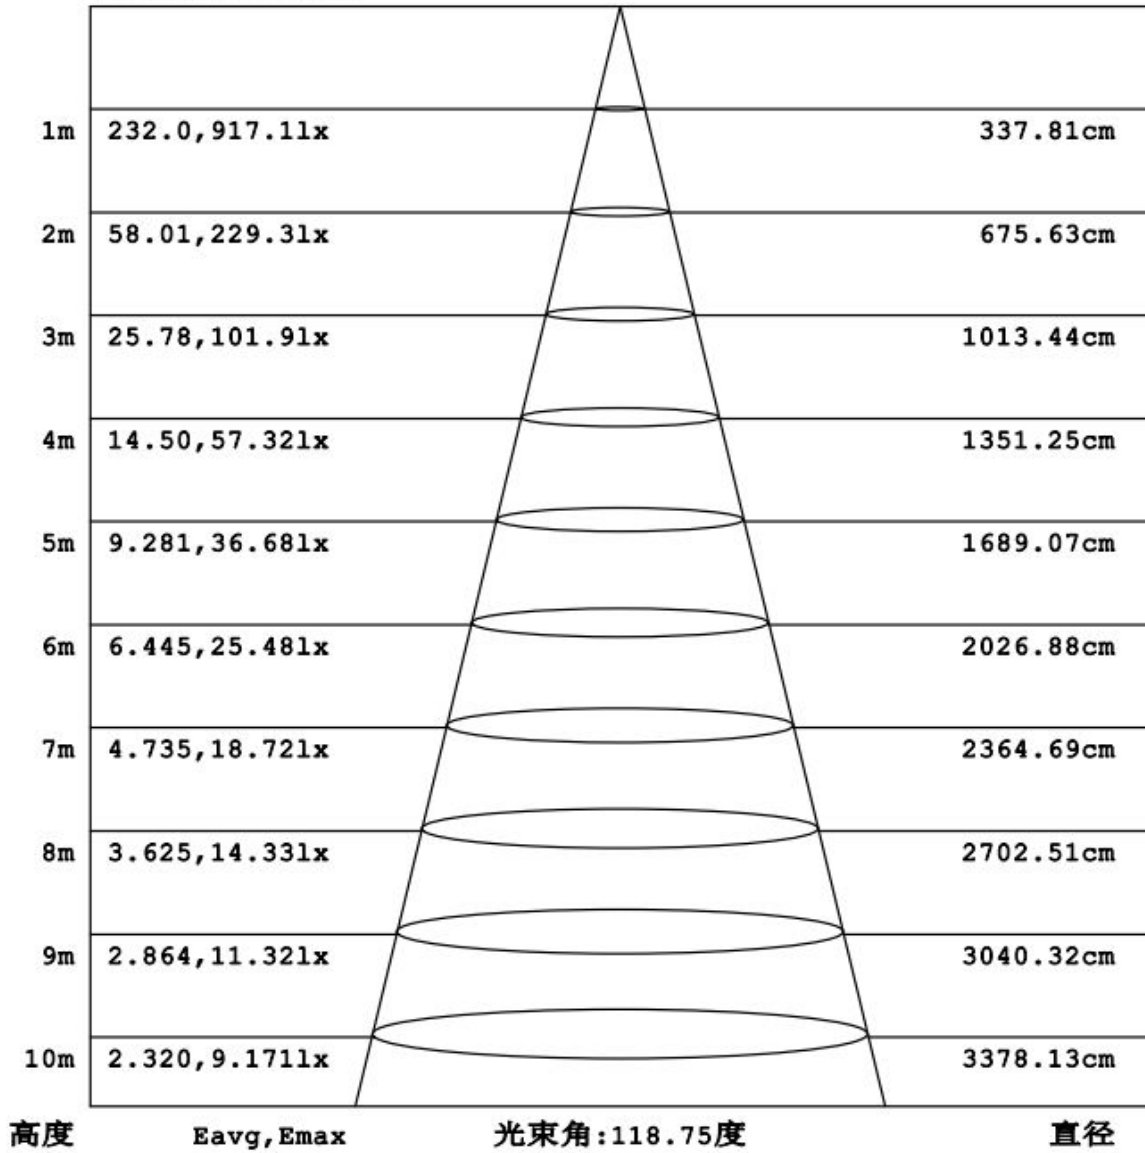 1m 232.0,917.1lx 337.81cm
2m 58.01,229.3lx 675.63cm
3m 25.78,101.9lx 1013.44cm
4m 14.50,57.32lx 1351.25cm
5m 9.281,36.68lx 1689.07cm
6m 6.445,25.48lx 2026.88cm
7m 4.735,18.72lx 2364.69cm
8m 3.625,14.33lx 2702.51cm
9m 2.864,11.32lx 3040.32cm
10m 2.320,9.171lx 3378.13cm
高度 Eavg,Emax 光束角:118.75度 直径